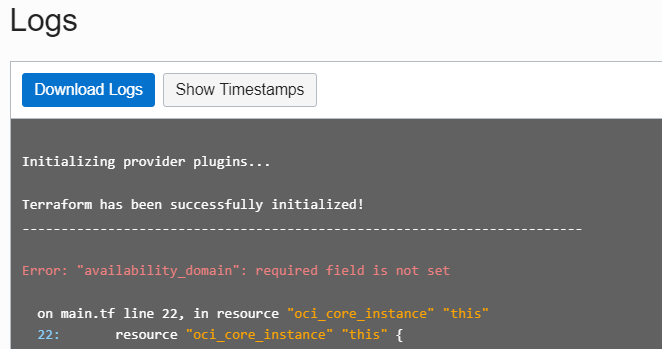 Logs
Download Logs
Show Timestamps
Initializing provider plugins...
Terraform has been successfully initialized!
------------------------------------------------------------------------
Error: "availability_domain": required field is not set
on main.tf line 22, in resource "oci_core_instance" "this"
22: resource "oci_core_instance" "this" {